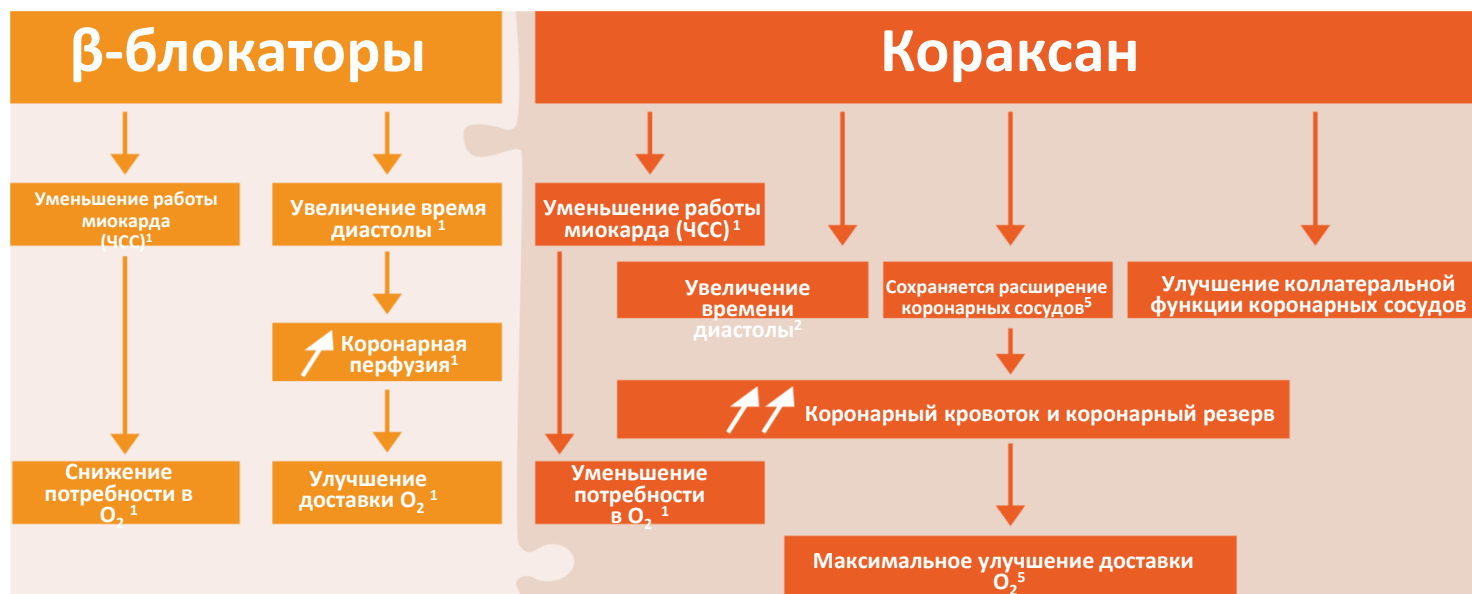 β-блокаторы
Кораксан
Уменьшение работы
миокарда
(ЧСС)¹
Увеличение время
диастолы ¹
Уменьшение работы
миокарда (ЧСС) ¹
Увеличение
времени
диастолы²
Сохраняется расширение
коронарных сосудов⁵
Улучшение коллатеральной
функции коронарных сосудов
Коронарная
перфузия¹
Коронарный кровоток и коронарный резерв
Снижение
потребности в
O₂ ¹
Улучшение
доставки O₂ ¹
Уменьшение
потребности
в O₂ ¹
Максимальное улучшение доставки
O₂⁵